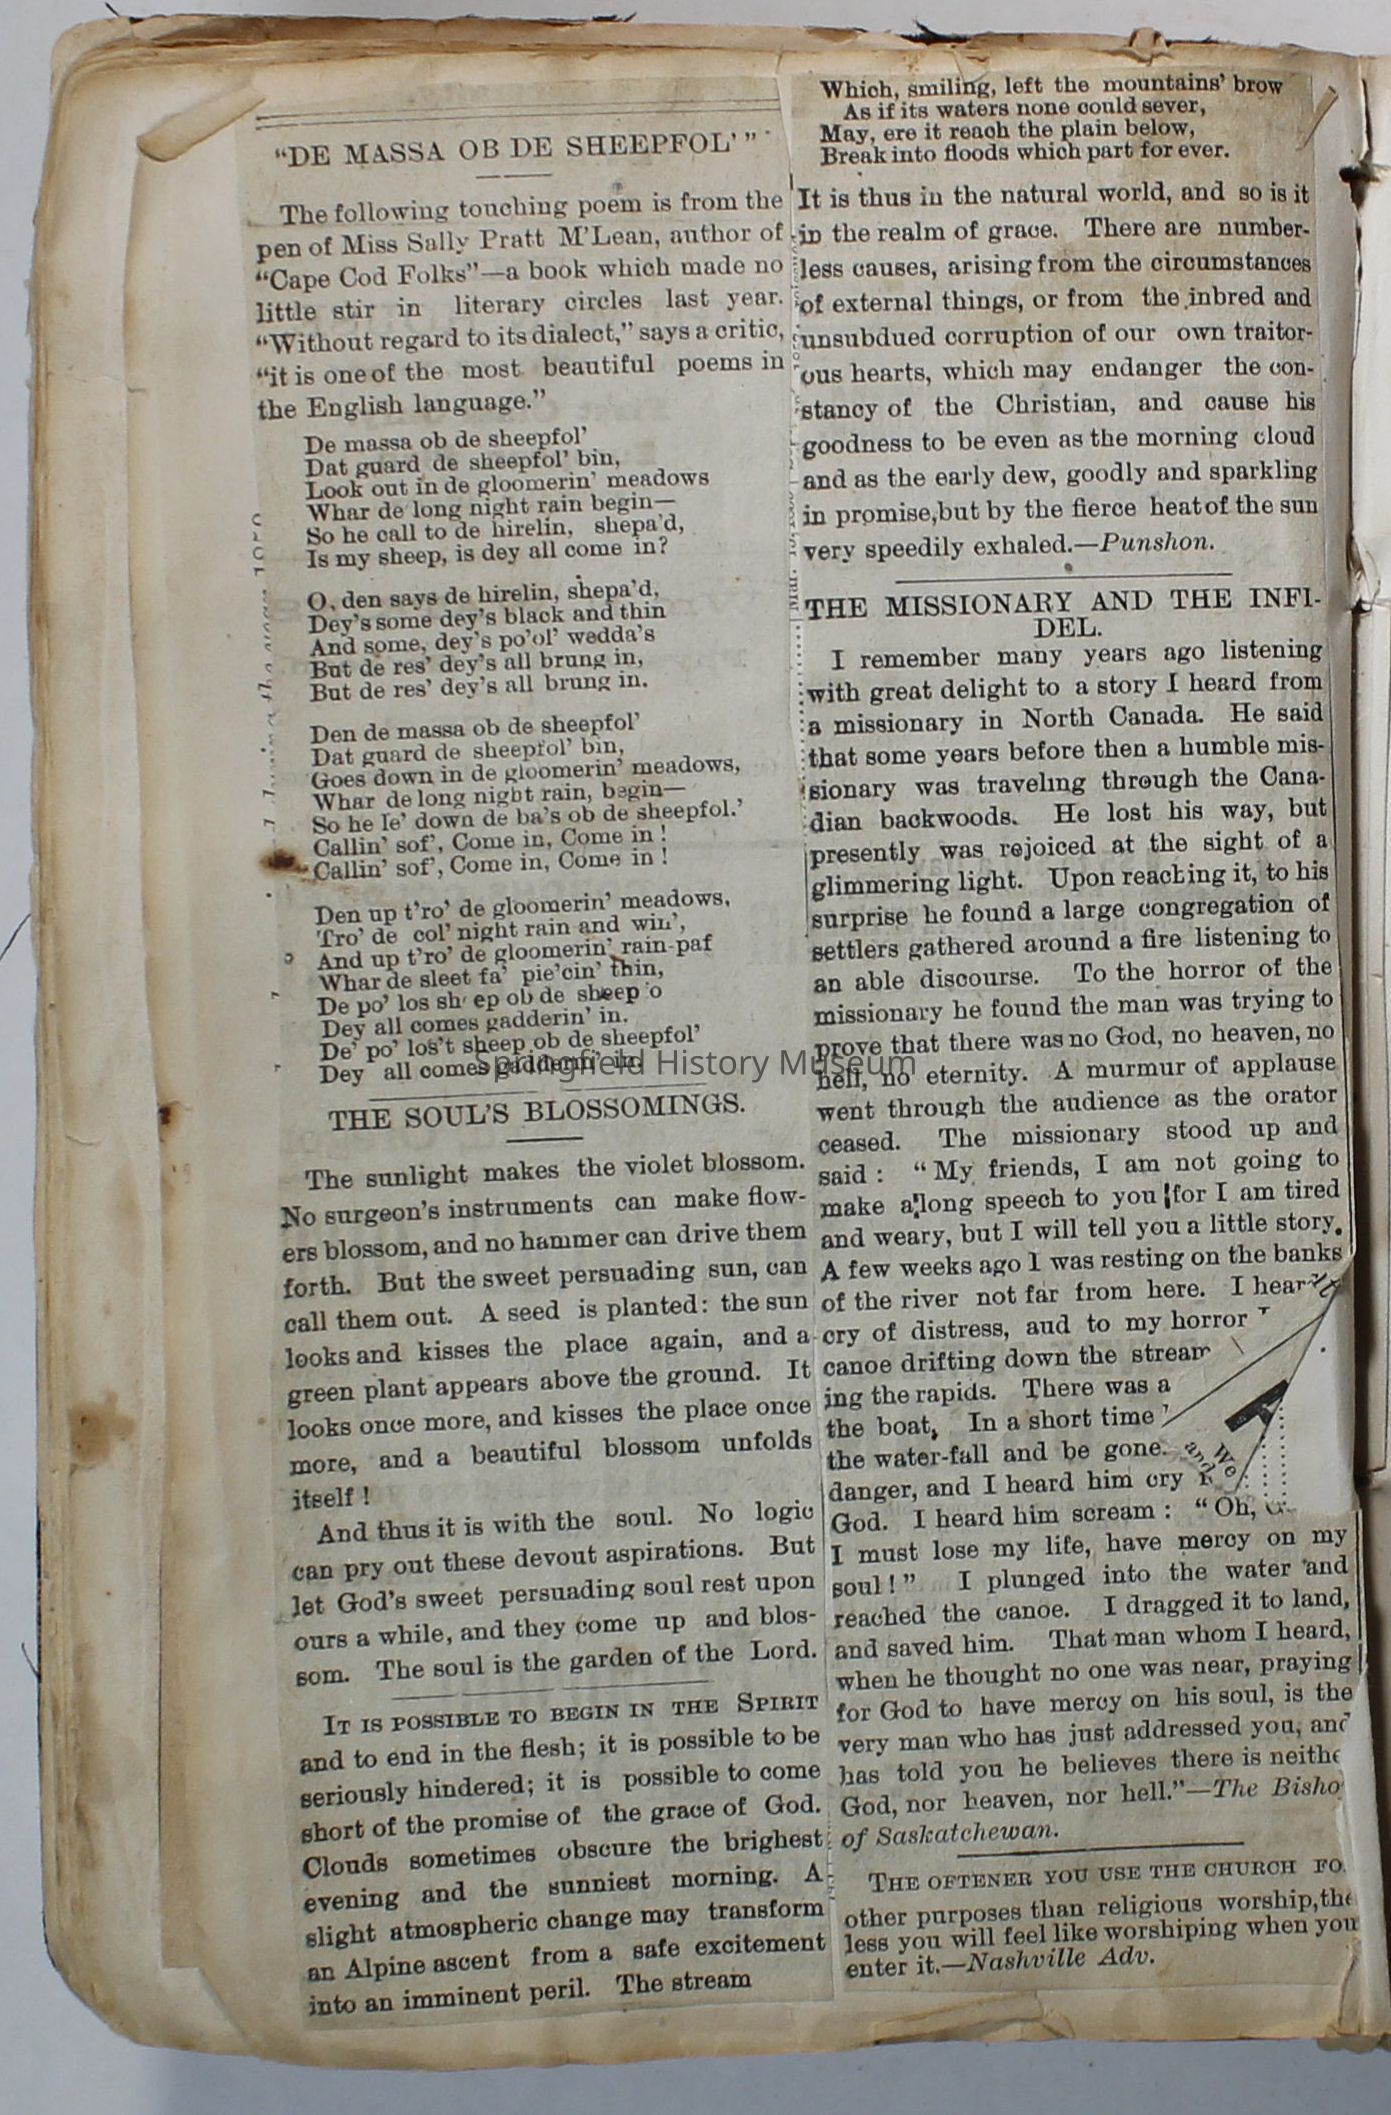 "DE MASSA OB DE SHEEPFOL'"
The following touching poem is from the
pen of Miss Sally Pratt M'Lean, author of
"Cape Cod Folks"—a book which made no
little stir in literary circles last year.
"Without regard to its dialect," says a critic,
"it is one of the most beautiful poems in
the English language."
De massa ob de sheepfol'
Dat guard de sheepfol' bin,
Look out in de gloomerin' meadows
Whar de long night rain begin—
So he call to de hirelin, shepa'd,
Is my sheep, is dey all come in?
O, den says de hirelin, shepa'd,
Dey's some dey's black and thin
And some, dey's po'ol' wedda's
But de res' dey's all brung in,
But de res' dey's all brung in.
Den de massa ob de sheepfol'
Dat guard de sheepfol' bin,
Goes down in de gloomerin' meadows,
Whar de long night rain, begin—
So he le' down de ba's ob de sheepfol.'
Callin' sof', Come in, Come in!
Callin' sof', Come in, Come in!
Den up t'ro' de gloomerin' meadows,
Tro' de col' night rain and win',
And up t'ro' de gloomerin' rain-paf
Whar de sleet fa' pie'cin' thin,
De po' los sh ep ob de sheep o
Dey all comes gadderin' in.
De' po' los't sheep ob de sheepfol'
Dey all comes gadderin' in.
THE SOUL'S BLOSSOMINGS.
The sunlight makes the violet blossom.
No surgeon's instruments can make flow-
ers blossom, and no hammer can drive them
forth. But the sweet persuading sun, can
call them out. A seed is planted: the sun
looks and kisses the place again, and a
green plant appears above the ground. It
looks once more, and kisses the place once
more, and a beautiful blossom unfolds
itself!
And thus it is with the soul. No logic
can pry out these devout aspirations. But
let God's sweet persuading soul rest upon
ours a while, and they come up and blos-
som. The soul is the garden of the Lord.
IT IS POSSIBLE TO BEGIN IN THE SPIRIT
and to end in the flesh; it is possible to be
seriously hindered; it is possible to come
short of the promise of the grace of God.
Clouds sometimes obscure the brighest
evening and the sunniest morning. A
slight atmospheric change may transform
an Alpine ascent from a safe excitement
into an imminent peril. The stream
Which, smiling, left the mountains' brow
As if its waters none could sever,
May, ere it reach the plain below,
Break into floods which part for ever.
It is thus in the natural world, and so is it
in the realm of grace. There are number-
less causes, arising from the circumstances
of external things, or from the inbred and
unsubdued corruption of our own traitor-
ous hearts, which may endanger the con-
stancy of the Christian, and cause his
goodness to be even as the morning cloud
and as the early dew, goodly and sparkling
in promise,but by the fierce heat of the sun
very speedily exhaled.—Punshon.
THE MISSIONARY AND THE INFI-
DEL.
I remember many years ago listening
with great delight to a story I heard from
a missionary in North Canada. He said
that some years before then a humble mis-
sionary was traveling through the Cana-
dian backwoods. He lost his way, but
presently was rejoiced at the sight of a
glimmering light. Upon reaching it, to his
surprise he found a large congregation of
settlers gathered around a fire listening to
an able discourse. To the horror of the
missionary he found the man was trying to
prove that there was no God, no heaven, no
hell, no eternity. A murmur of applause
went through the audience as the orator
ceased. The missionary stood up and
said: "My friends, I am not going to
make a long speech to you for I am tired
and weary, but I will tell you a little story.
A few weeks ago I was resting on the banks
of the river not far from here. I hear
cry of distress, aud to my horror
canoe drifting down the stream
ing the rapids. There was a
the boat, In a short time
the water-fall and be gone.
danger, and I heard him cry
God. I heard him scream: "Oh,
I must lose my life, have mercy on my
soul!" I plunged into the water and
reached the canoe. I dragged it to land,
and saved him. That man whom I heard,
when he thought no one was near, praying
for God to have mercy on his soul, is the
very man who has just addressed you, and
has told you he believes there is neithe
God, nor heaven, nor hell."—The Bisho
of Saskatchewan.
THE OFTENER YOU USE THE CHURCH FO
other purposes than religious worship,the
less you will feel like worshiping when you
enter it.—Nashville Adv.
Springfield History Museum